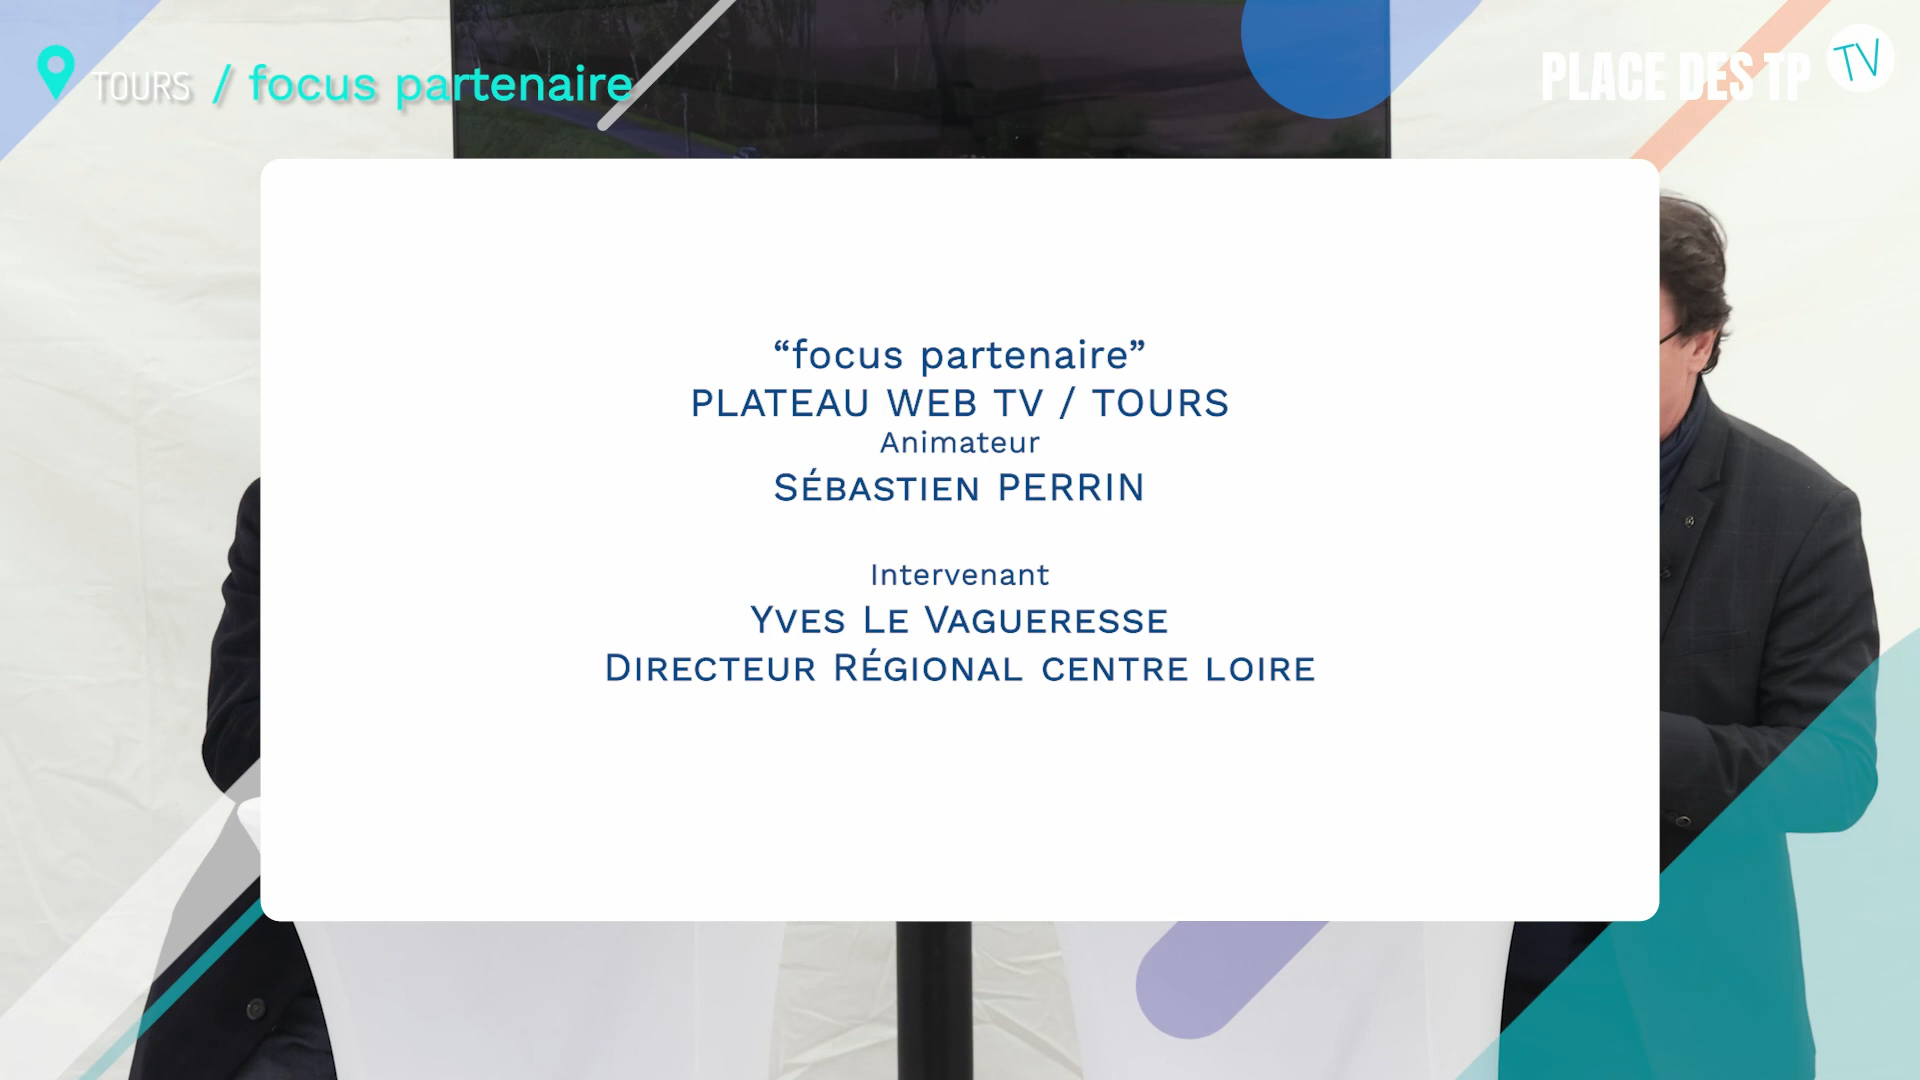 TOURS / focus partenaire
PLACE DES TP TV
“focus partenaire”
PLATEAU WEB TV / TOURS
Animateur
SÉBASTIEN PERRIN
Intervenant
YVES LE VAGUERESSE
DIRECTEUR RÉGIONAL CENTRE LOIRE